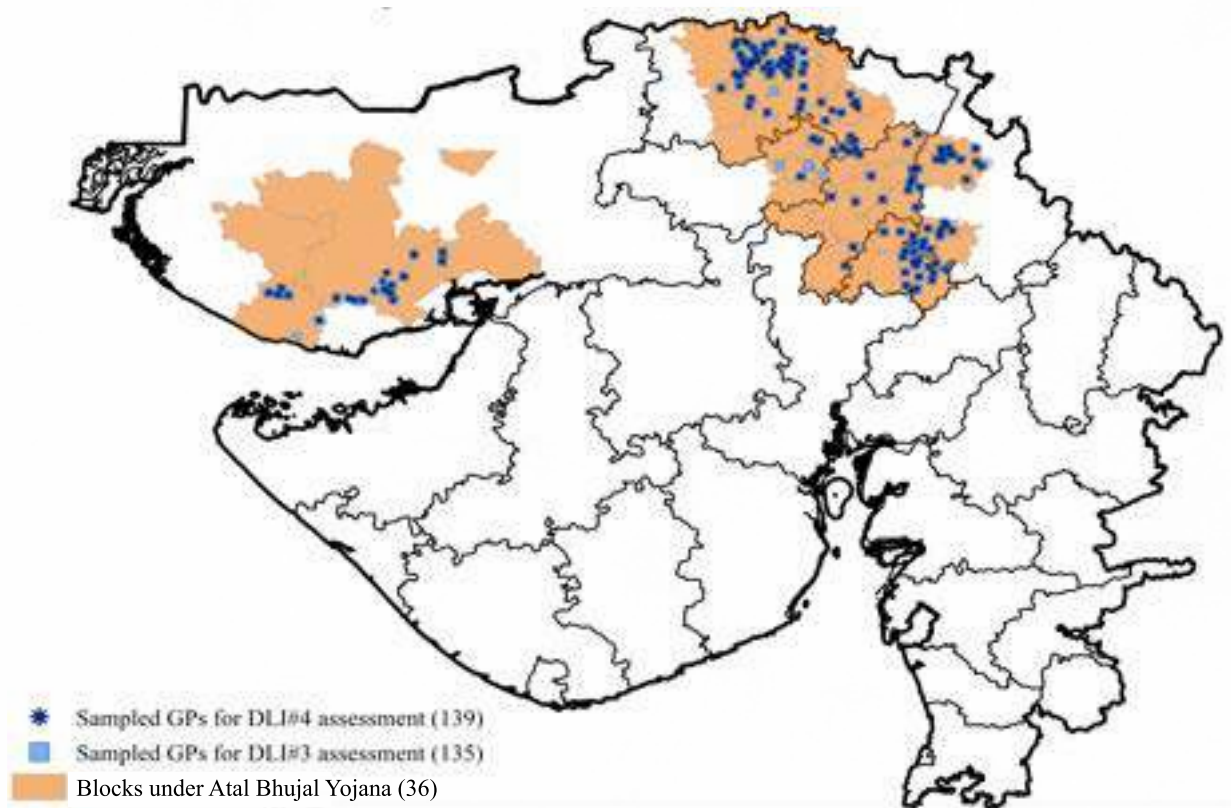 Sampled GPs for DLI#4 assessment (139)
Sampled GPs for DLI#3 assessment (135)
Blocks under Atal Bhujal Yojana (36)